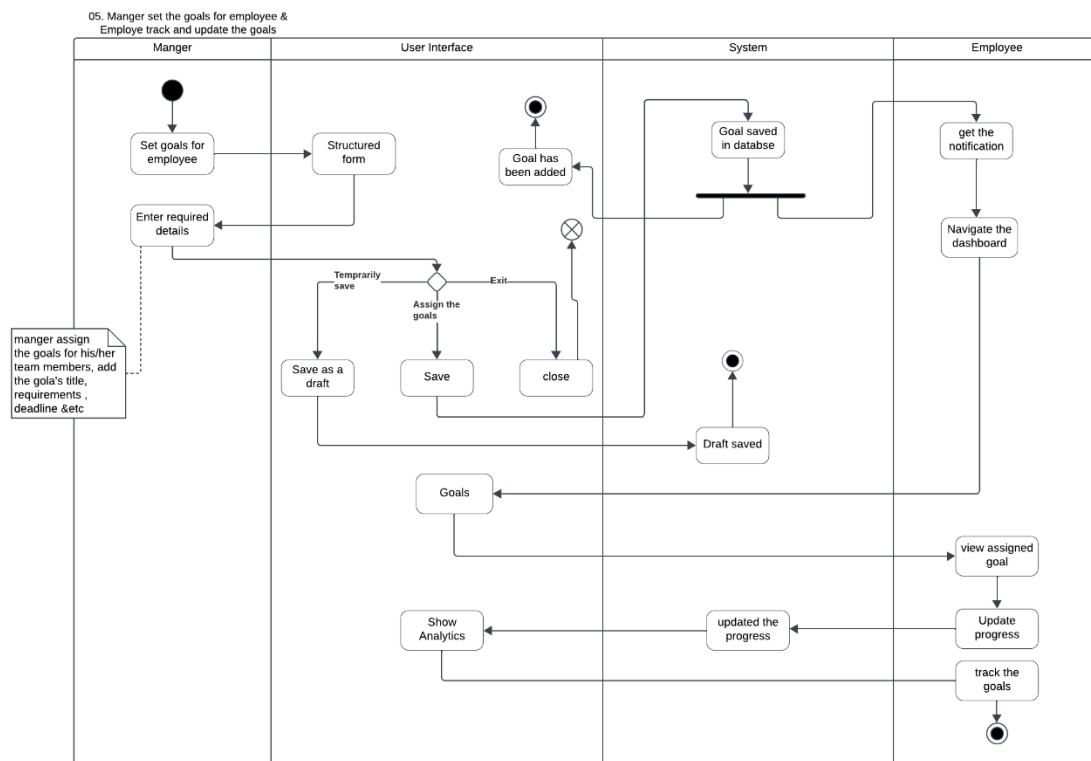 05. Manger set the goals for employee &
Employe track and update the goals
Manger
User Interface
System
Employee
Set goals for
employee
Structured
form
Goal has
been added
Goal saved
in databse
get the
notification
Enter required
details
Navigate the
dashboard
Temprarily
save
Assign the
goals
Exit
manger assign
the goals for his/her
team members, add
the gola's title,
requirements ,
deadline &etc
Save as a
draft
Save
close
Draft saved
Goals
view assigned
goal
Show
Analytics
updated the
progress
Update
progress
track the
goals